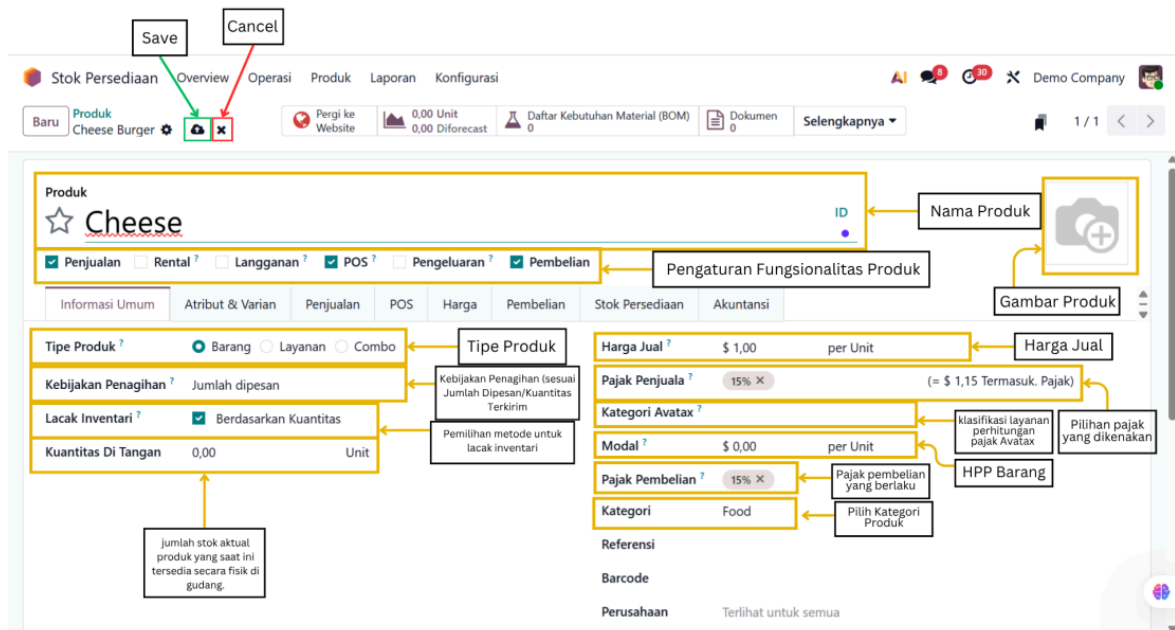 Save
Cancel
Stok Persediaan Overview Operasi Produk Laporan Konfigurasi
AI 8 30 Demo Company
Baru
Produk
Cheese Burger
Pergi ke
Website
0,00 Unit
0,00 Diforecast
Daftar Kebutuhan Material (BOM)
0
Dokumen
0
Selengkapnya
1 / 1
Produk
Cheese
ID
Nama Produk
Penjualan Rental ? Langganan ? POS ? Pengeluaran ? Pembelian
Pengaturan Fungsionalitas Produk
Gambar Produk
Informasi Umum Atribut & Varian Penjualan POS Harga Pembelian Stok Persediaan Akuntansi
Tipe Produk ? Barang Layanan Combo
Tipe Produk
Kebijakan Penagihan ? Jumlah dipesan
Kebijakan Penagihan (sesuai
Jumlah Dipesan/Kuantitas
Terkirim
Lacak Inventari ? Berdasarkan Kuantitas
Pemilihan metode untuk
lacak inventari
Kuantitas Di Tangan 0,00 Unit
jumlah stok aktual
produk yang saat ini
tersedia secara fisik di
gudang.
Harga Jual ? $ 1,00 per Unit
Harga Jual
Pajak Penjuala ? 15% × (= $ 1,15 Termasuk. Pajak)
Pilihan pajak
yang dikenakan
Kategori Avatax ?
klasifikasi layanan
perhitungan
pajak Avatax
Modal ? $ 0,00 per Unit
HPP Barang
Pajak Pembelian ? 15% ×
Pajak pembelian
yang berlaku
Kategori Food
Pilih Kategori
Produk
Referensi
Barcode
Perusahaan Terlihat untuk semua